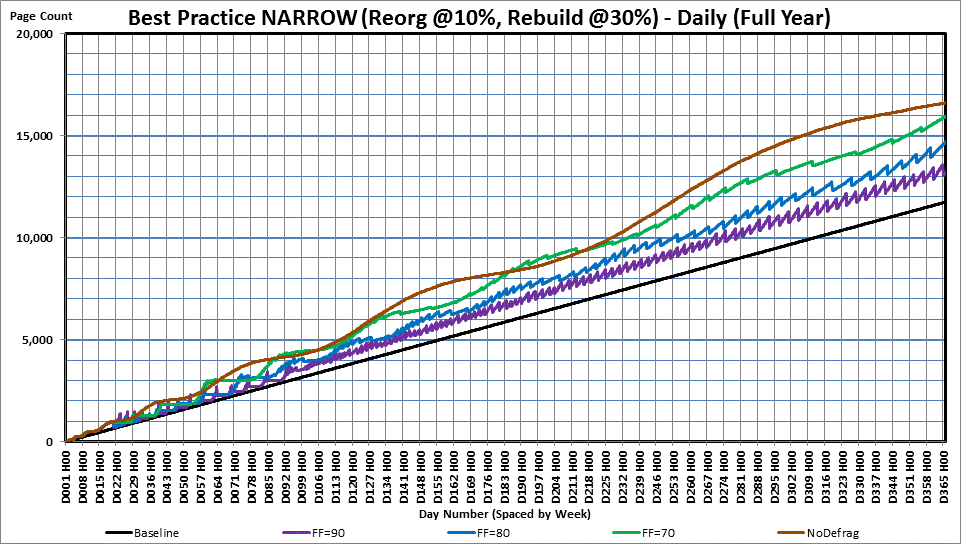 Page Count
Best Practice NARROW (Reorg @10%, Rebuild @30%) - Daily (Full Year)
20,000
15,000
10,000
5,000
0
D001 H00
D008 H00
D015 H00
D022 H00
D029 H00
D036 H00
D043 H00
D050 H00
D057 H00
D064 H00
D071 H00
D078 H00
D085 H00
D092 H00
D099 H00
D106 H00
D113 H00
D120 H00
D127 H00
D134 H00
D141 H00
D148 H00
D155 H00
D162 H00
D169 H00
D176 H00
D183 H00
D190 H00
D197 H00
D204 H00
D211 H00
D218 H00
D225 H00
D232 H00
D239 H00
D246 H00
D253 H00
D260 H00
D267 H00
D274 H00
D281 H00
D288 H00
D295 H00
D302 H00
D309 H00
D316 H00
D323 H00
D330 H00
D337 H00
D344 H00
D351 H00
D358 H00
D365 H00
Day Number (Spaced by Week)
Baseline
FF=90
FF=80
FF=70
NoDefrag